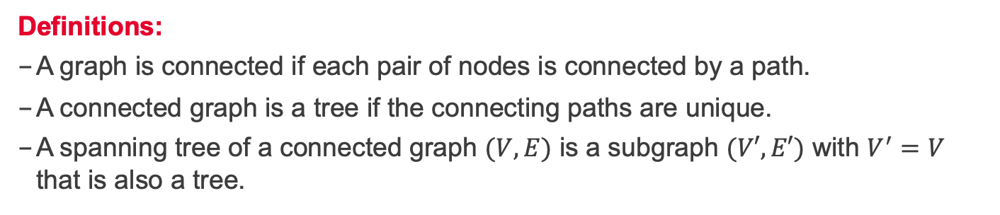 Definitions:
– A graph is connected if each pair of nodes is connected by a path.
– A connected graph is a tree if the connecting paths are unique.
– A spanning tree of a connected graph (V, E) is a subgraph (V′, E′) with V′ = V
that is also a tree.